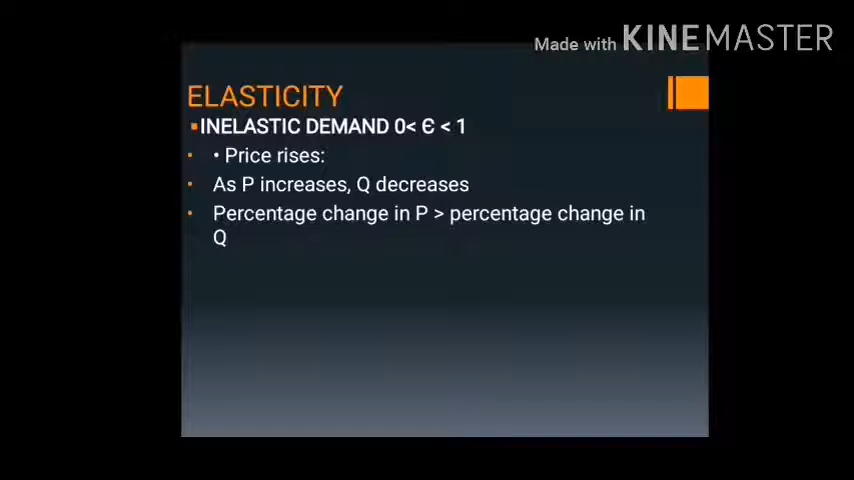 Made with KINEMASTER
ELASTICITY
▪INELASTIC DEMAND 0< Є < 1
• • Price rises:
• As P increases, Q decreases
• Percentage change in P > percentage change in
Q